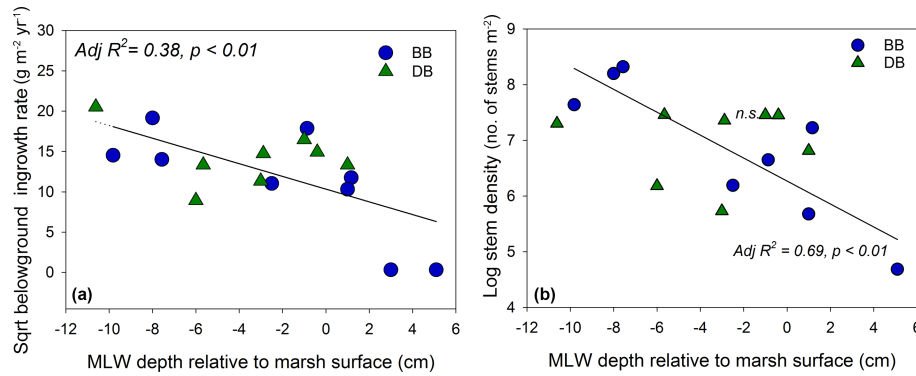 Adj R² = 0.38, p < 0.01
BB
DB
Sqrt belowground ingrowth rate (g m⁻² yr⁻¹)
30
25
20
15
10
5
0
(a)
-12 -10 -8 -6 -4 -2 0 2 4 6
MLW depth relative to marsh surface (cm)
BB
DB
n.s.
Log stem density (no. of stems m⁻²)
9
8
7
6
5
4
Adj R² = 0.69, p < 0.01
(b)
-12 -10 -8 -6 -4 -2 0 2 4 6
MLW depth relative to marsh surface (cm)